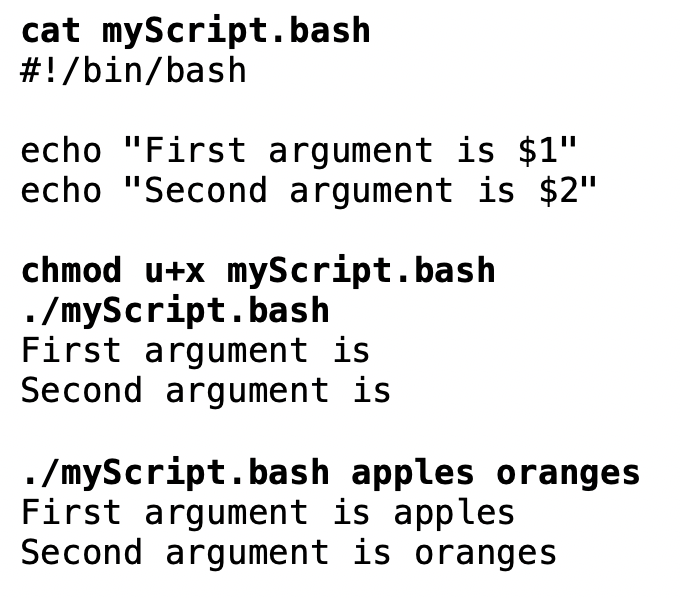 cat myScript.bash
#!/bin/bash
echo "First argument is $1"
echo "Second argument is $2"
chmod u+x myScript.bash
./myScript.bash
First argument is
Second argument is
./myScript.bash apples oranges
First argument is apples
Second argument is oranges